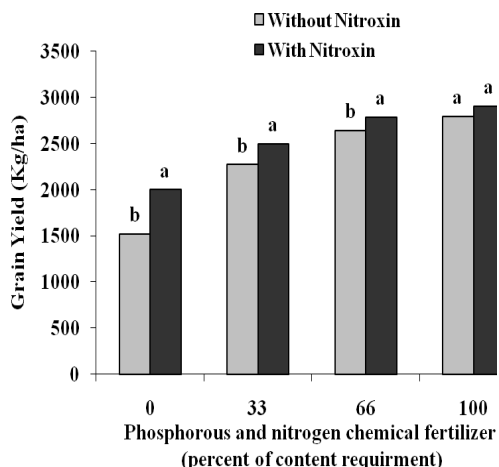 Without Nitroxin
With Nitroxin
3500
3000
2500
2000
1500
1000
500
0
Grain Yield (Kg/ha)
b a b a b a a a
0 33 66 100
Phosphorous and nitrogen chemical fertilizer
(percent of content requirment)